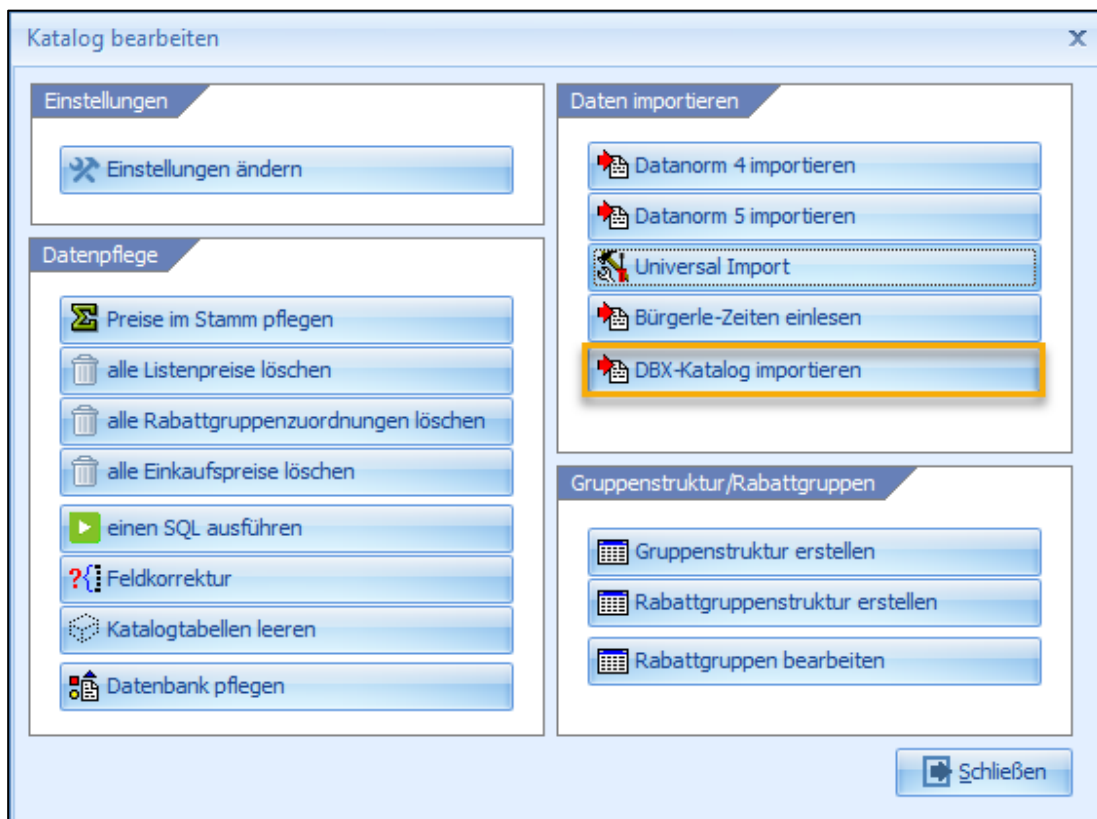 Katalog bearbeiten
Einstellungen
Einstellungen ändern
Datenpflege
Preise im Stamm pflegen
alle Listenpreise löschen
alle Rabattgruppenzuordnungen löschen
alle Einkaufspreise löschen
einen SQL ausführen
Feldkorrektur
Katalogtabellen leeren
Datenbank pflegen
Daten importieren
Datanorm 4 importieren
Datanorm 5 importieren
Universal Import
Bürgerle-Zeiten einlesen
DBX-Katalog importieren
Gruppenstruktur/Rabattgruppen
Gruppenstruktur erstellen
Rabattgruppenstruktur erstellen
Rabattgruppen bearbeiten
Schließen